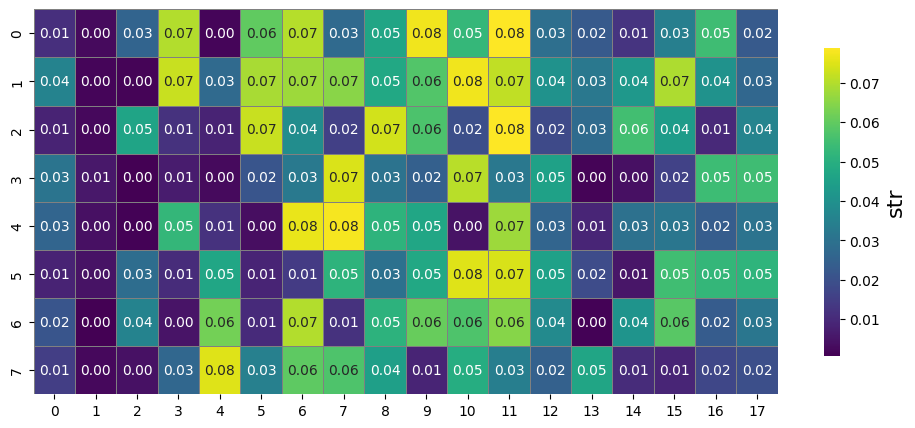 0 0.01 0.00 0.03 0.07 0.00 0.06 0.07 0.03 0.05 0.08 0.05 0.08 0.03 0.02 0.01 0.03 0.05 0.02
1 0.04 0.00 0.00 0.07 0.03 0.07 0.07 0.07 0.05 0.06 0.08 0.07 0.04 0.03 0.04 0.07 0.04 0.03
2 0.01 0.00 0.05 0.01 0.01 0.07 0.04 0.02 0.07 0.06 0.02 0.08 0.02 0.03 0.06 0.04 0.01 0.04
3 0.03 0.01 0.00 0.01 0.00 0.02 0.03 0.07 0.03 0.02 0.07 0.03 0.05 0.00 0.00 0.02 0.05 0.05
4 0.03 0.00 0.00 0.05 0.01 0.00 0.08 0.08 0.05 0.05 0.00 0.07 0.03 0.01 0.03 0.03 0.02 0.03
5 0.01 0.00 0.03 0.01 0.05 0.01 0.01 0.05 0.03 0.05 0.08 0.07 0.05 0.02 0.01 0.05 0.05 0.05
6 0.02 0.00 0.04 0.00 0.06 0.01 0.07 0.01 0.05 0.06 0.06 0.06 0.04 0.00 0.04 0.06 0.02 0.03
7 0.01 0.00 0.00 0.03 0.08 0.03 0.06 0.06 0.04 0.01 0.05 0.03 0.02 0.05 0.01 0.01 0.02 0.02
0 1 2 3 4 5 6 7 8 9 10 11 12 13 14 15 16 17
0.07
0.06
0.05
0.04
0.03
0.02
0.01
str